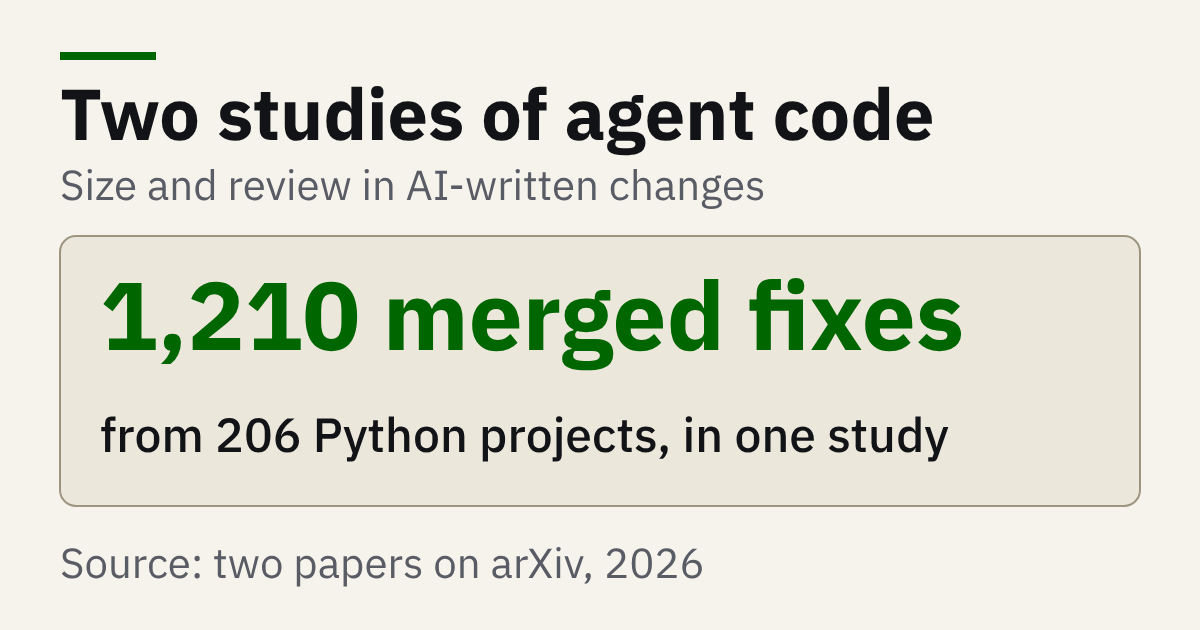 Two studies of agent code
Size and review in AI-written changes
1,210 merged fixes
from 206 Python projects, in one study
Source: two papers on arXiv, 2026